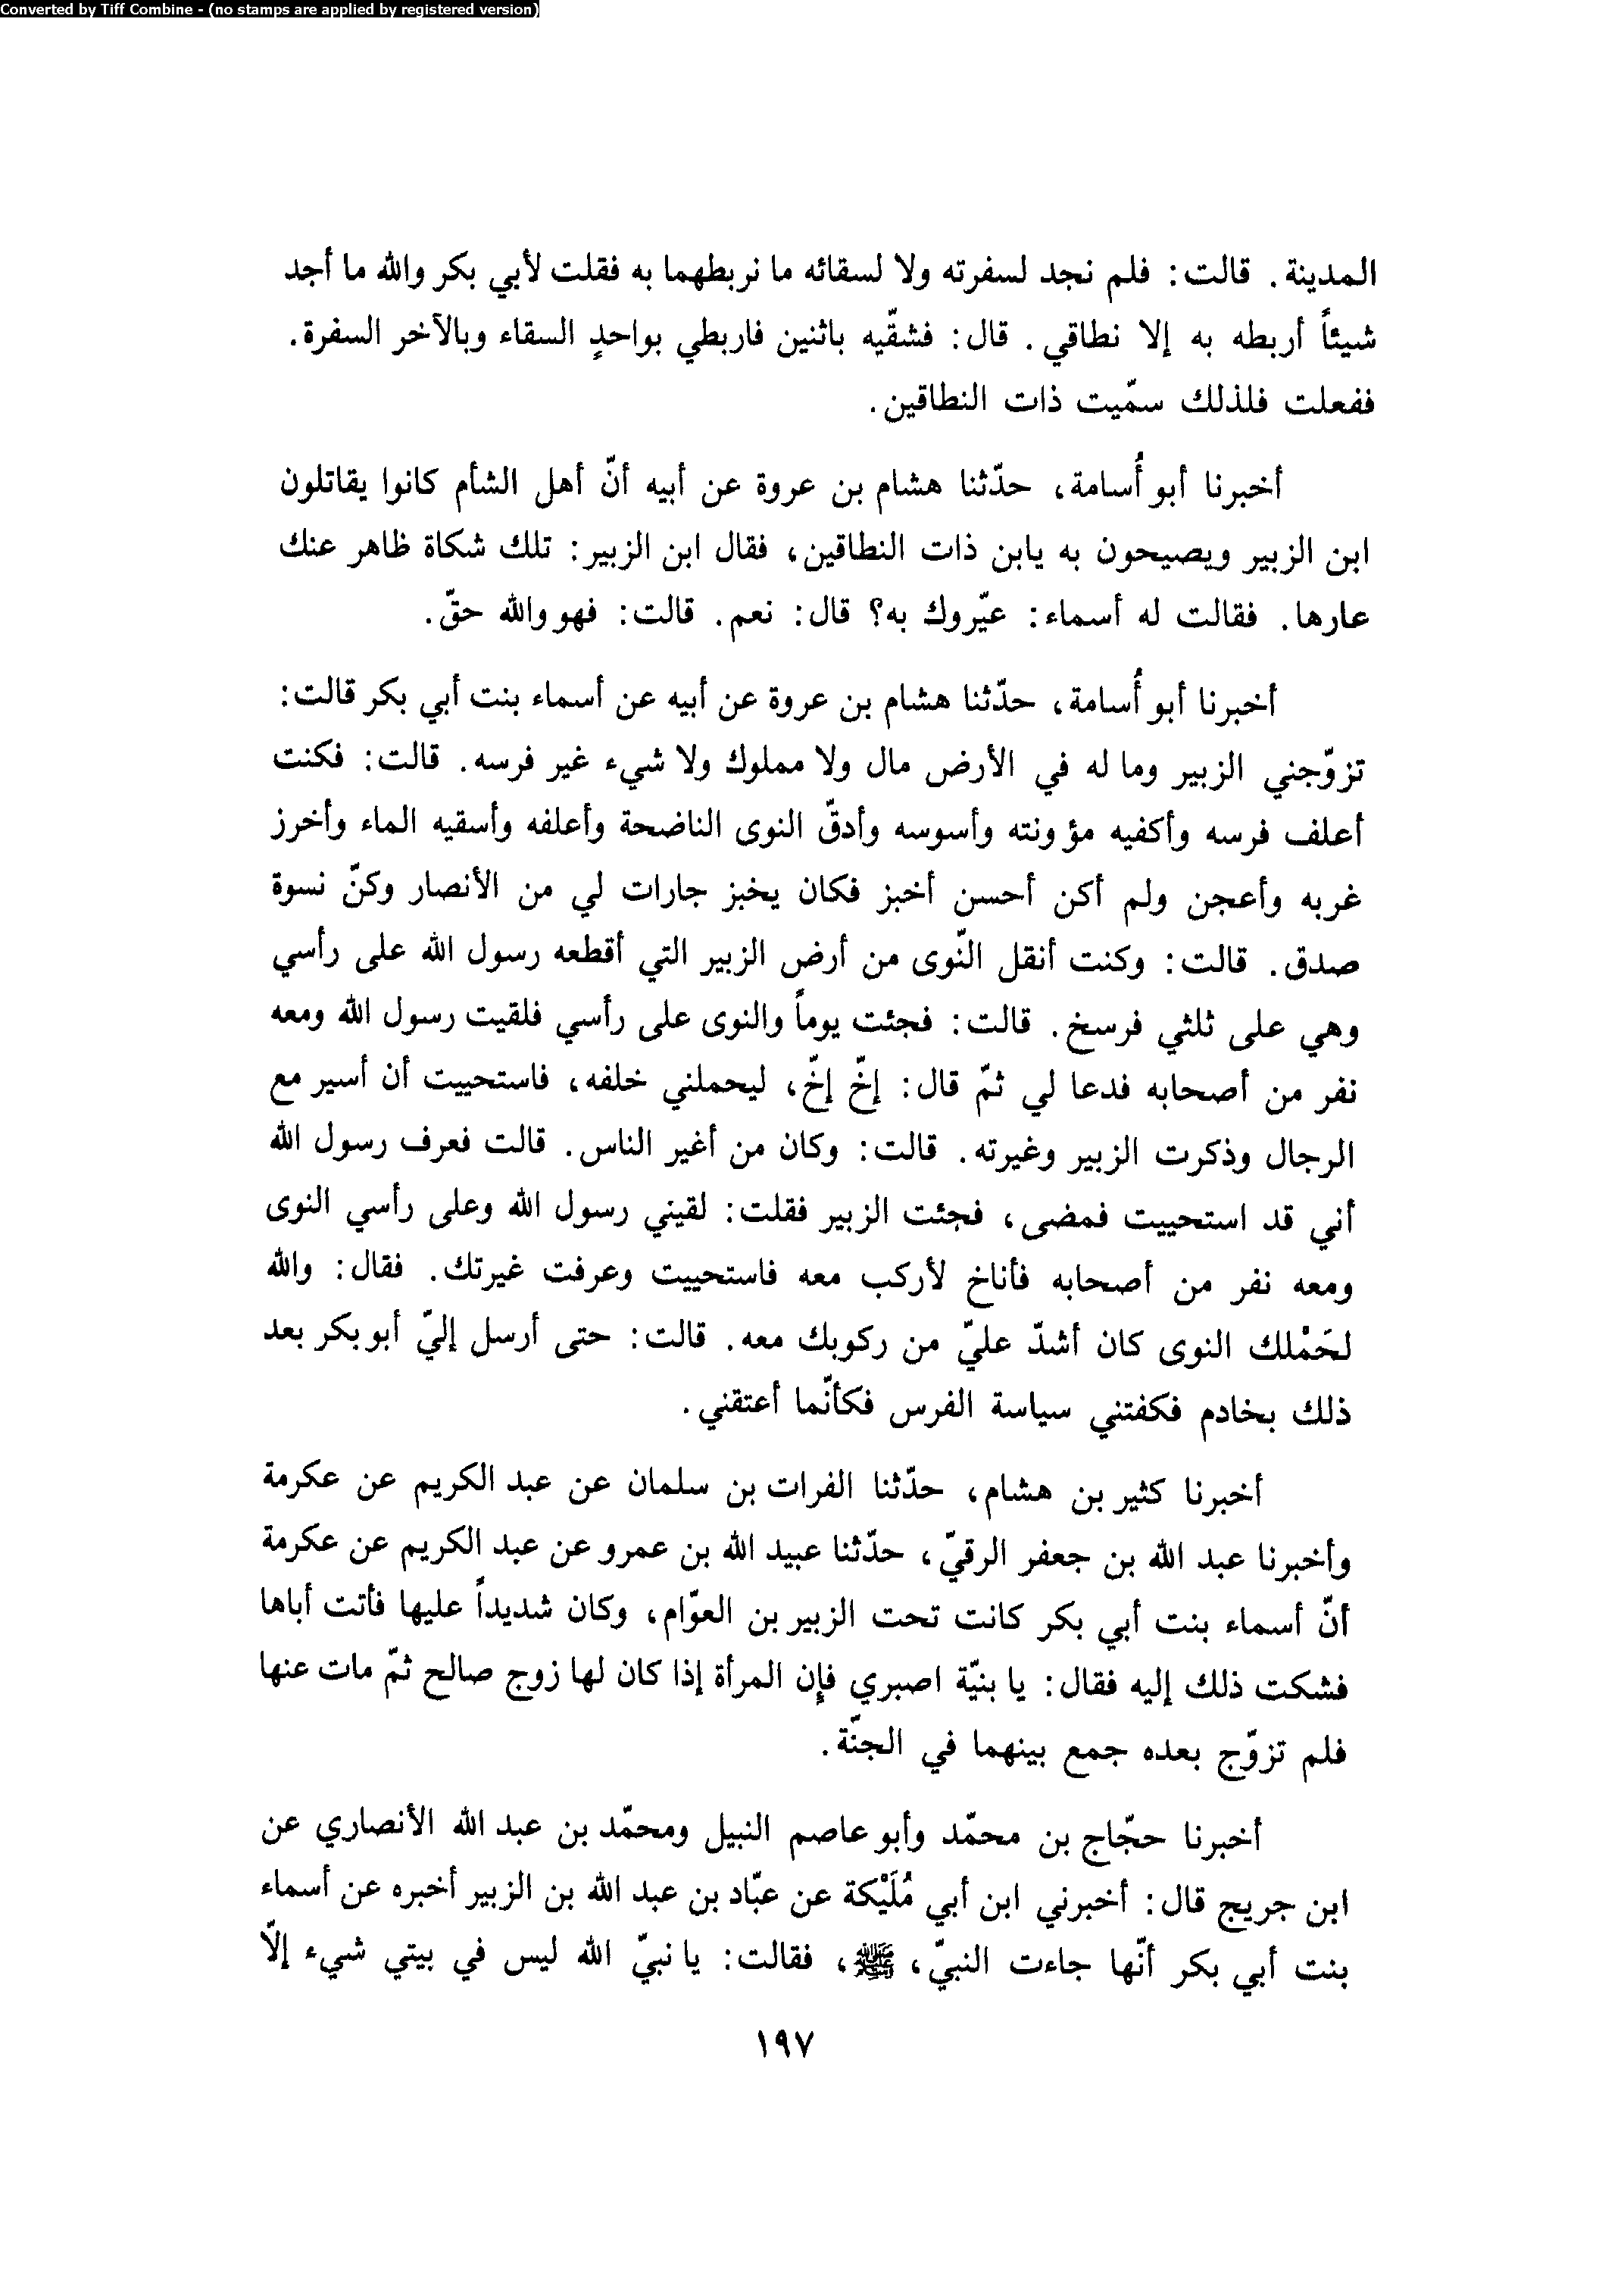 Converted by Tiff Combine - (no stamps are applied by registered version)
المدينة. قالت: فلم نجد لسفرته ولا لسقائه ما نربطهما به فقلت لأبي بكر والله ما أجد
شيئاً أربطه به إلا نطاقي. قال: فشقّيه باثنين فاربطي بواحدٍ السقاء وبالآخر السفرة.
ففعلت فلذلك سمّيت ذات النطاقين.
أخبرنا أبو أُسامة، حدّثنا هشام بن عروة عن أبيه أنّ أهل الشأم كانوا يقاتلون
ابن الزبير ويصيحون به يابن ذات النطاقين، فقال ابن الزبير: تلك شكاة ظاهر عنك
عارها. فقالت له أسماء: عيّروك به؟ قال: نعم. قالت: فهو والله حقّ.
أخبرنا أبو أُسامة، حدّثنا هشام بن عروة عن أبيه عن أسماء بنت أبي بكر قالت:
تزوّجني الزبير وما له في الأرض مال ولا مملوك ولا شيء غير فرسه. قالت: فكنت
أعلف فرسه وأكفيه مؤونته وأسوسه وأدقّ النوى الناضحة وأعلفه وأسقيه الماء وأخرز
غربه وأعجن ولم أكن أحسن أخبز فكان يخبز جارات لي من الأنصار وكنّ نسوة
صدق. قالت: وكنت أنقل النّوى من أرض الزبير التي أقطعه رسول الله على رأسي
وهي على ثلثي فرسخ. قالت: فجئت يوماً والنوى على رأسي فلقيت رسول الله ومعه
نفر من أصحابه فدعا لي ثمّ قال: إخّ إخّ، ليحملني خلفه، فاستحييت أن أسير مع
الرجال وذكرت الزبير وغيرته. قالت: وكان من أغير الناس. قالت فعرف رسول الله
أني قد استحييت فمضى، فجئت الزبير فقلت: لقيني رسول الله وعلى رأسي النوى
ومعه نفر من أصحابه فأناخ لأركب معه فاستحييت وعرفت غيرتك. فقال: والله
لحَمْلك النوى كان أشدّ عليّ من ركوبك معه. قالت: حتى أرسل إليّ أبو بكر بعد
ذلك بخادم فكفتني سياسة الفرس فكأنّما أعتقني.
أخبرنا كثير بن هشام، حدّثنا الفرات بن سلمان عن عبد الكريم عن عكرمة
وأخبرنا عبد الله بن جعفر الرقيّ، حدّثنا عبيد الله بن عمرو عن عبد الكريم عن عكرمة
أنّ أسماء بنت أبي بكر كانت تحت الزبير بن العوّام، وكان شديداً عليها فأتت أباها
فشكت ذلك إليه فقال: يا بنيّة اصبري فإن المرأة إذا كان لها زوج صالح ثمّ مات عنها
فلم تزوّج بعده جمع بينهما في الجنّة.
أخبرنا حجّاج بن محمّد وأبو عاصم النبيل ومحمّد بن عبد الله الأنصاري عن
ابن جريج قال: أخبرني ابن أبي مُلَيْكة عن عبّاد بن عبد الله بن الزبير أخبره عن أسماء
بنت أبي بكر أنّها جاءت النبيّ، ﷺ، فقالت: يا نبيّ الله ليس في بيتي شيء إلّا
١٩٧